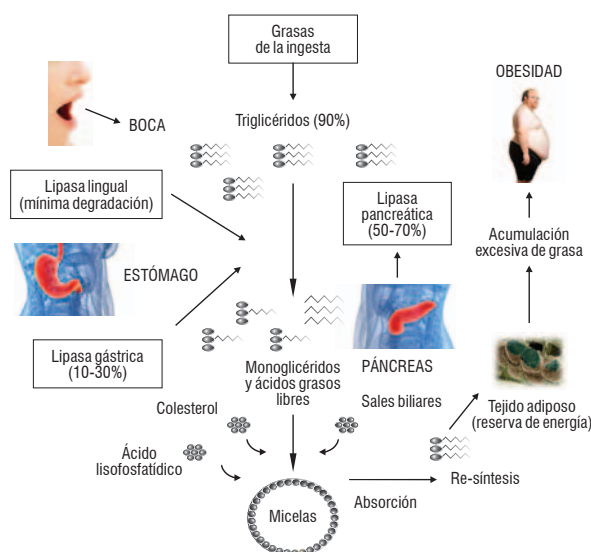 Grasas
de la ingesta
OBESIDAD
BOCA
Triglicéridos (90%)
Lipasa lingual
(mínima degradación)
Lipasa
pancreática
(50-70%)
Acumulación
excesiva de grasa
ESTÓMAGO
Lipasa gástrica
(10-30%)
Monoglicéridos
y ácidos grasos
libres
PÁNCREAS
Colesterol
Sales biliares
Tejido adiposo
(reserva de energía)
Ácido
lisofosfatídico
Re-síntesis
Absorción
Micelas